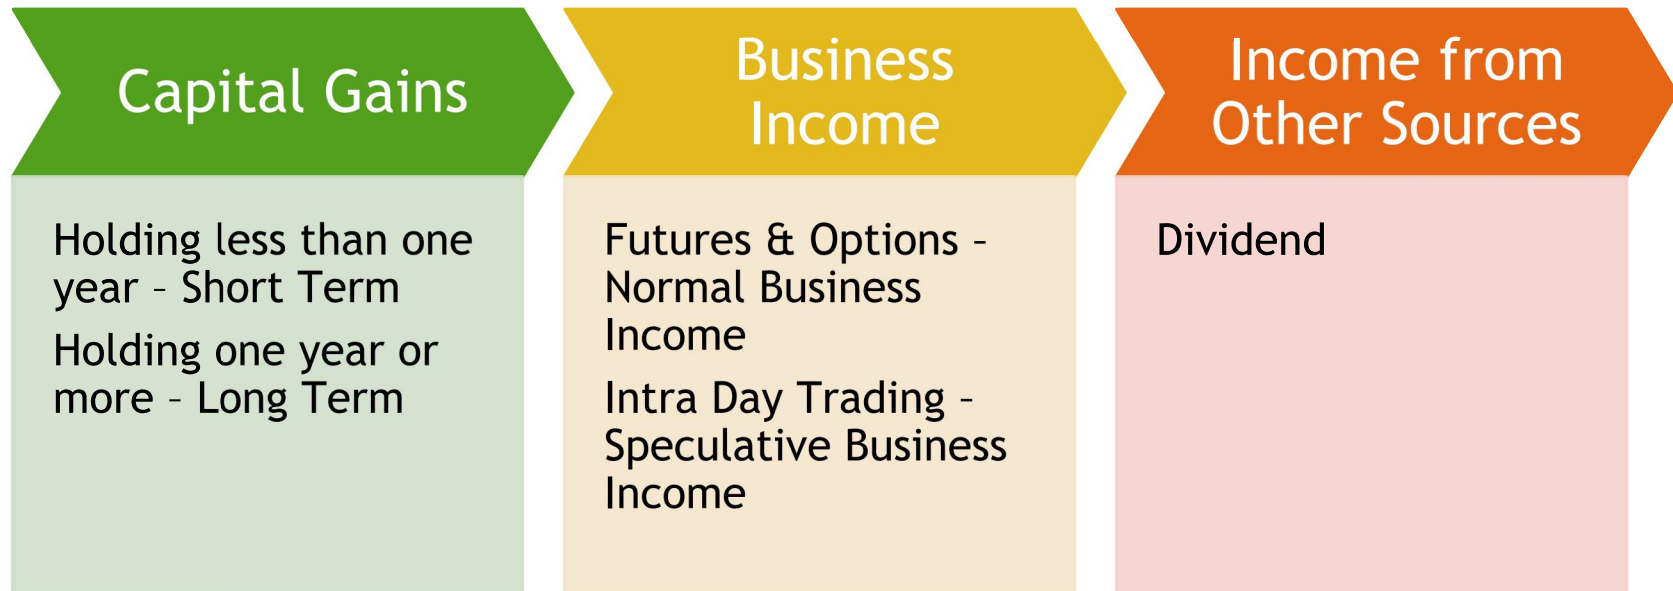 Capital Gains
Holding less than one
year – Short Term
Holding one year or
more – Long Term
Business
Income
Futures & Options –
Normal Business
Income
Intra Day Trading –
Speculative Business
Income
Income from
Other Sources
Dividend